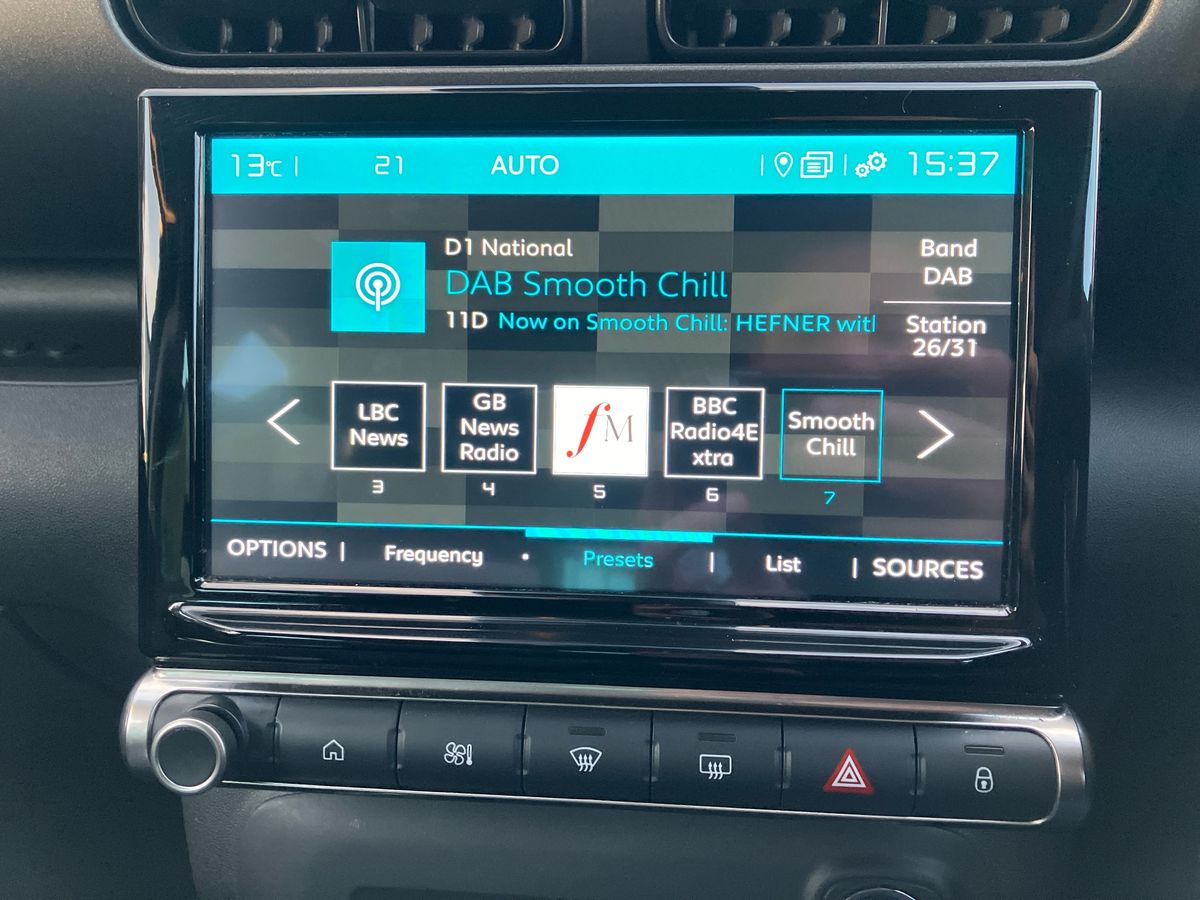 13°C 21 AUTO 15:37
D1 National
DAB Smooth Chill
11D Now on Smooth Chill: HEFNER witl
Band
DAB
Station
26/31
LBC
News
3
GB
News
Radio
4
fM
5
BBC
Radio4E
xtra
6
Smooth
Chill
7
OPTIONS | Frequency • Presets | List | SOURCES